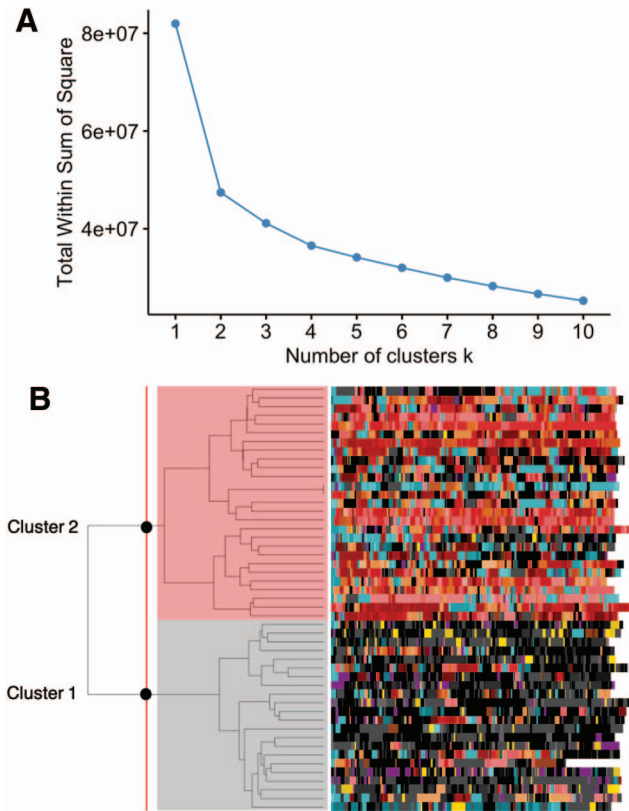 A
Total Within Sum of Square
8e+07
6e+07
4e+07
1 2 3 4 5 6 7 8 9 10
Number of clusters k
B
Cluster 2
Cluster 1